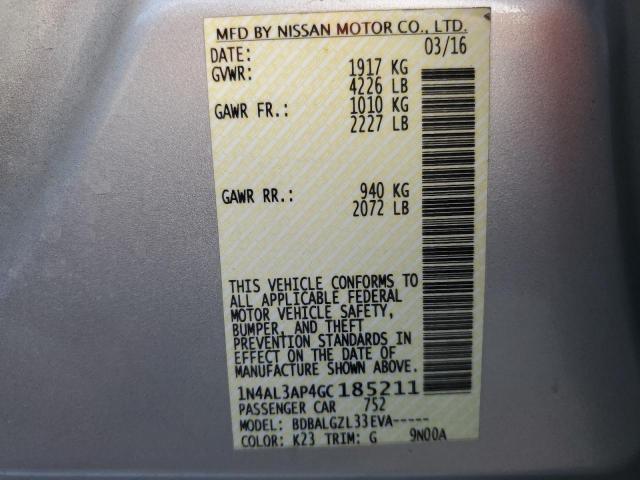 MFD BY NISSAN MOTOR CO., LTD.
DATE: 03/16
GVWR: 1917 KG
4226 LB
GAWR FR.: 1010 KG
2227 LB
GAWR RR.: 940 KG
2072 LB
THIS VEHICLE CONFORMS TO
ALL APPLICABLE FEDERAL
MOTOR VEHICLE SAFETY,
BUMPER, AND THEFT
PREVENTION STANDARDS IN
EFFECT ON THE DATE OF
MANUFACTURE SHOWN ABOVE.
1N4AL3AP4GC185211
PASSENGER CAR 752
MODEL: BDBALGZL33EVA-----
COLOR: K23 TRIM: G 9N00A